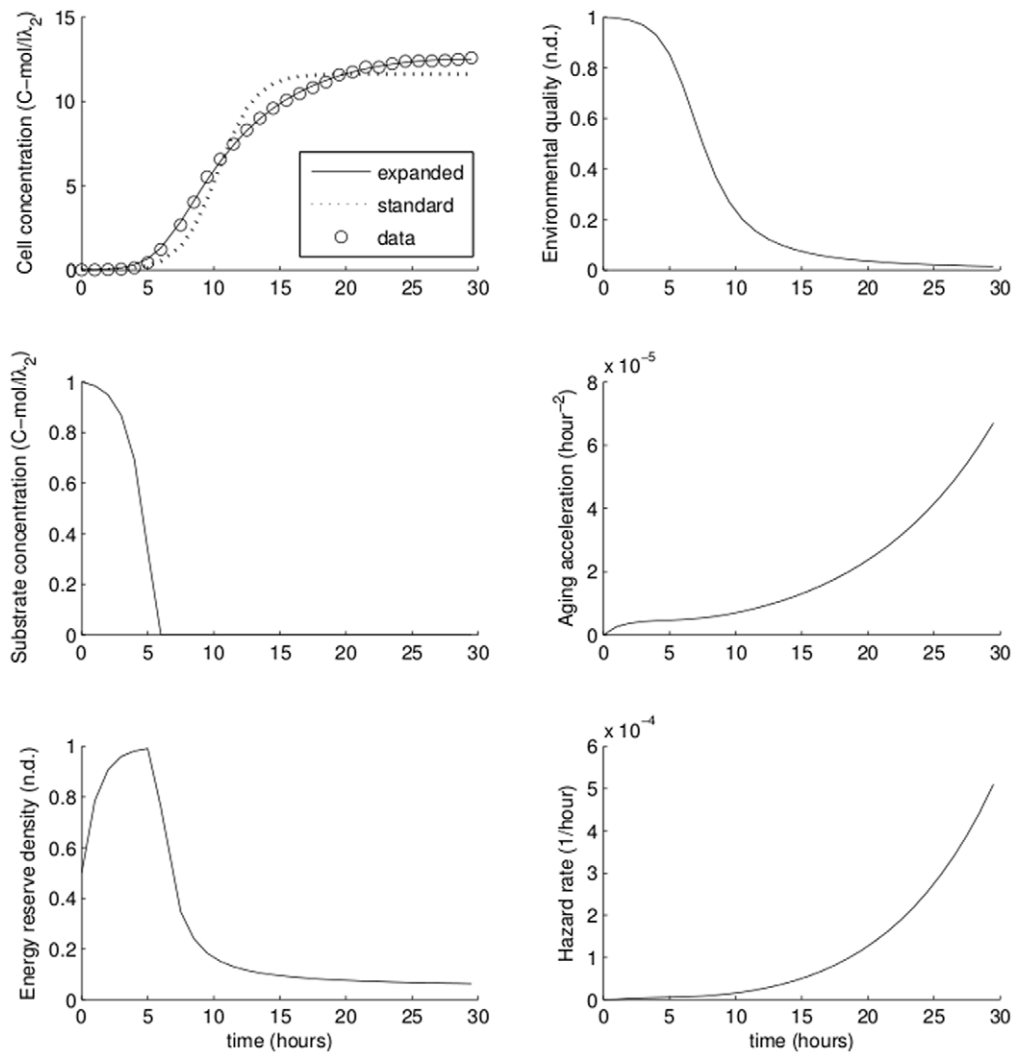 Cell concentration (C−mol/lλ2)
15
10
5
0
0 5 10 15 20 25 30
expanded
standard
data
Environmental quality (n.d.)
1
0.8
0.6
0.4
0.2
0
0 5 10 15 20 25 30
Substrate concentration (C−mol/lλ2)
1
0.8
0.6
0.4
0.2
0
0 5 10 15 20 25 30
Aging acceleration (hour−2)
x 10−5
8
6
4
2
0
0 5 10 15 20 25 30
Energy reserve density (n.d.)
1
0.8
0.6
0.4
0.2
0
0 5 10 15 20 25 30
time (hours)
Hazard rate (1/hour)
x 10−4
6
5
4
3
2
1
0
0 5 10 15 20 25 30
time (hours)